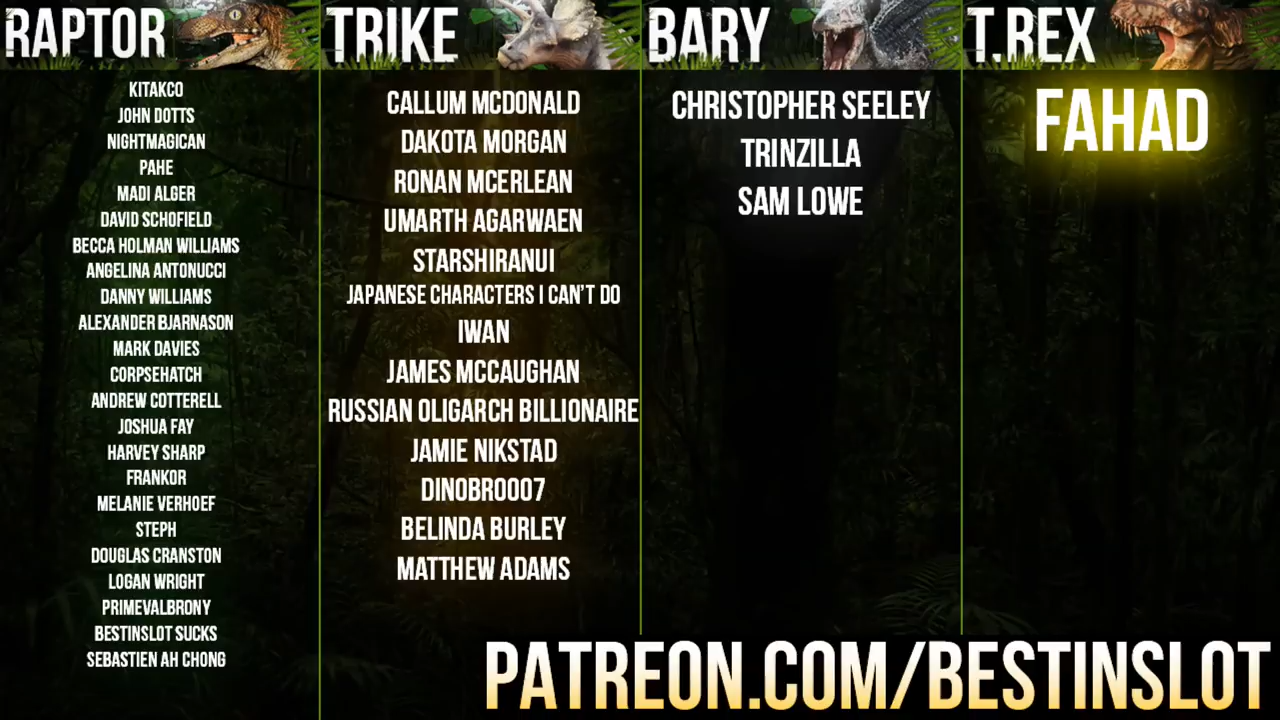 RAPTOR
KITAKCO
JOHN DOTTS
NIGHTMAGICAN
PAHE
MADI ALGER
DAVID SCHOFIELD
BECCA HOLMAN WILLIAMS
ANGELINA ANTONUCCI
DANNY WILLIAMS
ALEXANDER BJARNASON
MARK DAVIES
CORPSEHATCH
ANDREW COTTERELL
JOSHUA FAY
HARVEY SHARP
FRANKOR
MELANIE VERHOEF
STEPH
DOUGLAS CRANSTON
LOGAN WRIGHT
PRIMEVALBRONY
BESTINSLOT SUCKS
SEBASTIEN AH CHONG
TRIKE
CALLUM MCDONALD
DAKOTA MORGAN
RONAN MCERLEAN
UMARTH AGARWAEN
STARSHIRANUI
JAPANESE CHARACTERS I CAN'T DO
IWAN
JAMES MCCAUGHAN
RUSSIAN OLIGARCH BILLIONAIRE
JAMIE NIKSTAD
DINOBRO007
BELINDA BURLEY
MATTHEW ADAMS
BARY
CHRISTOPHER SEELEY
TRINZILLA
SAM LOWE
T.REX
FAHAD
PATREON.COM/BESTINSLOT